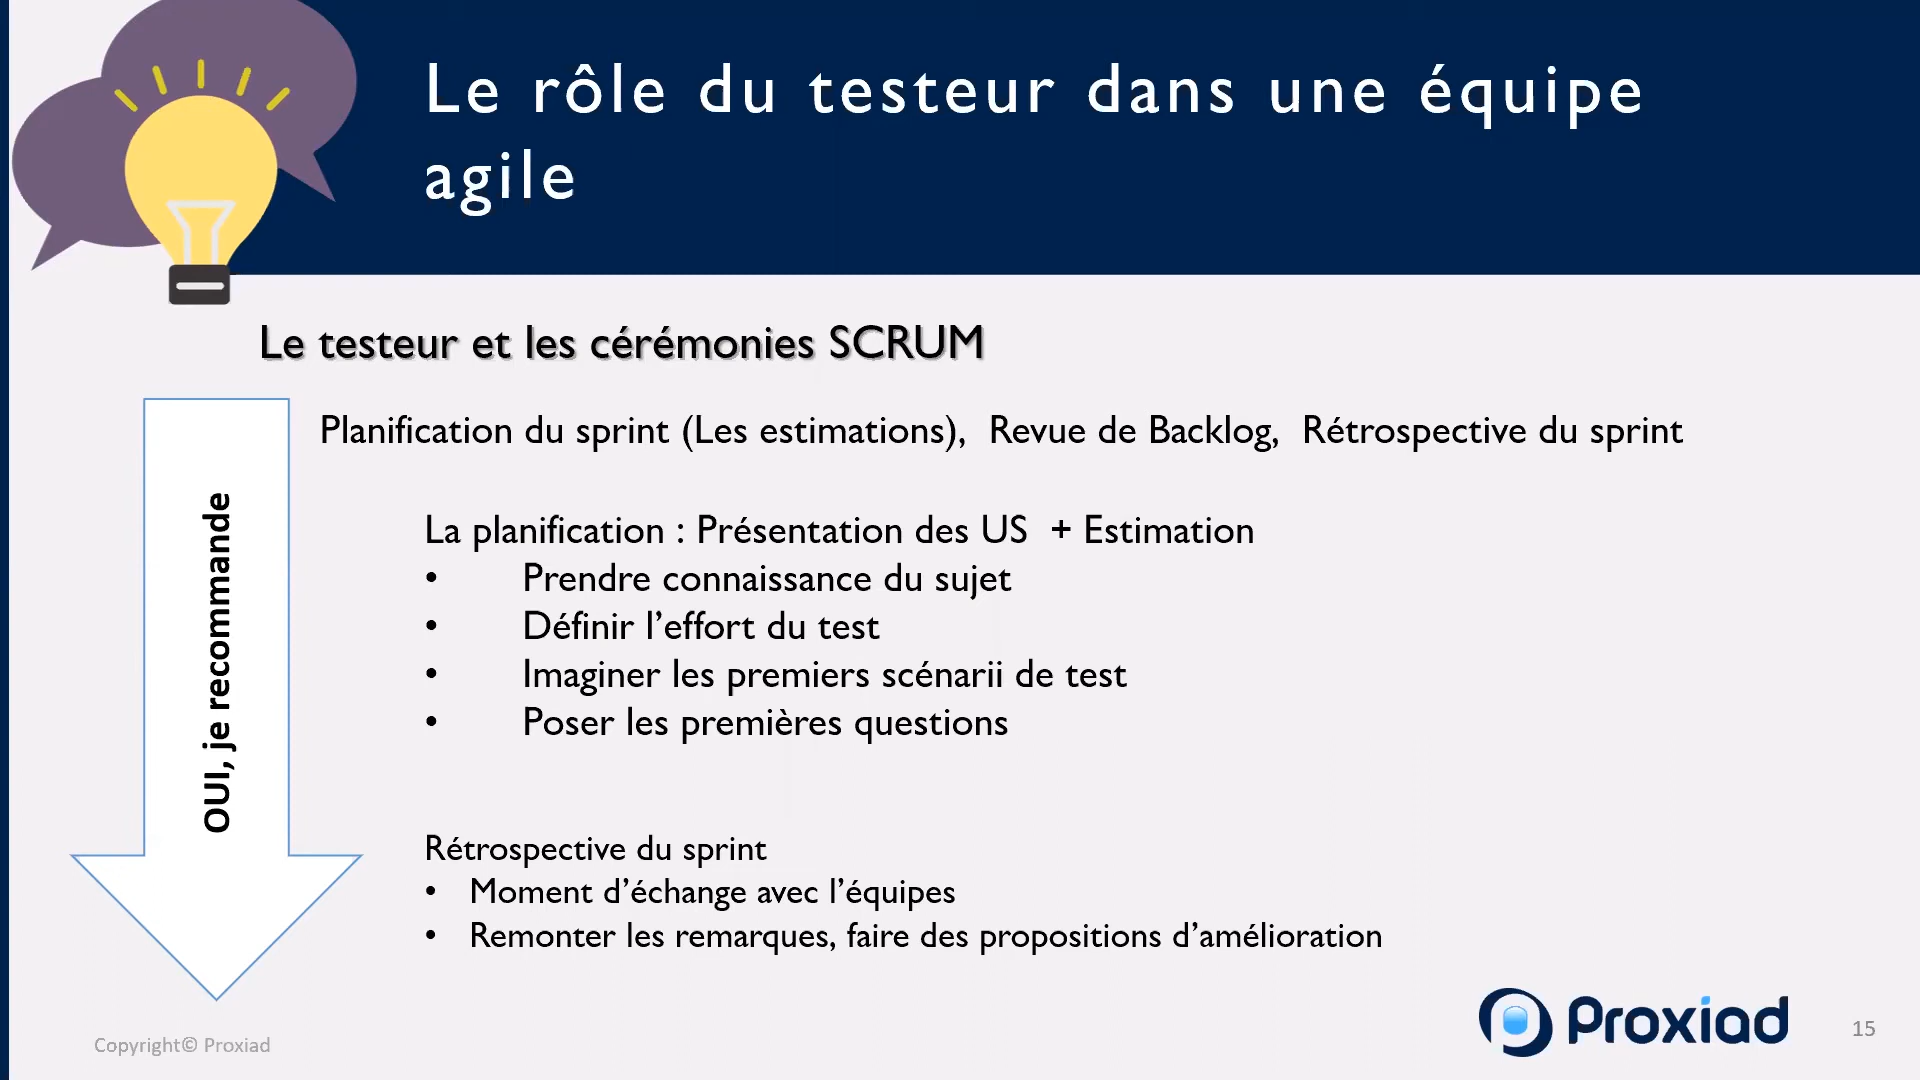 Le rôle du testeur dans une équipe
agile
Le testeur et les cérémonies SCRUM
OUI, je recommande
Planification du sprint (Les estimations), Revue de Backlog, Rétrospective du sprint
La planification : Présentation des US + Estimation
• Prendre connaissance du sujet
• Définir l’effort du test
• Imaginer les premiers scénarii de test
• Poser les premières questions
Rétrospective du sprint
• Moment d’échange avec l’équipes
• Remonter les remarques, faire des propositions d’amélioration
Copyright© Proxiad
Proxiad
15